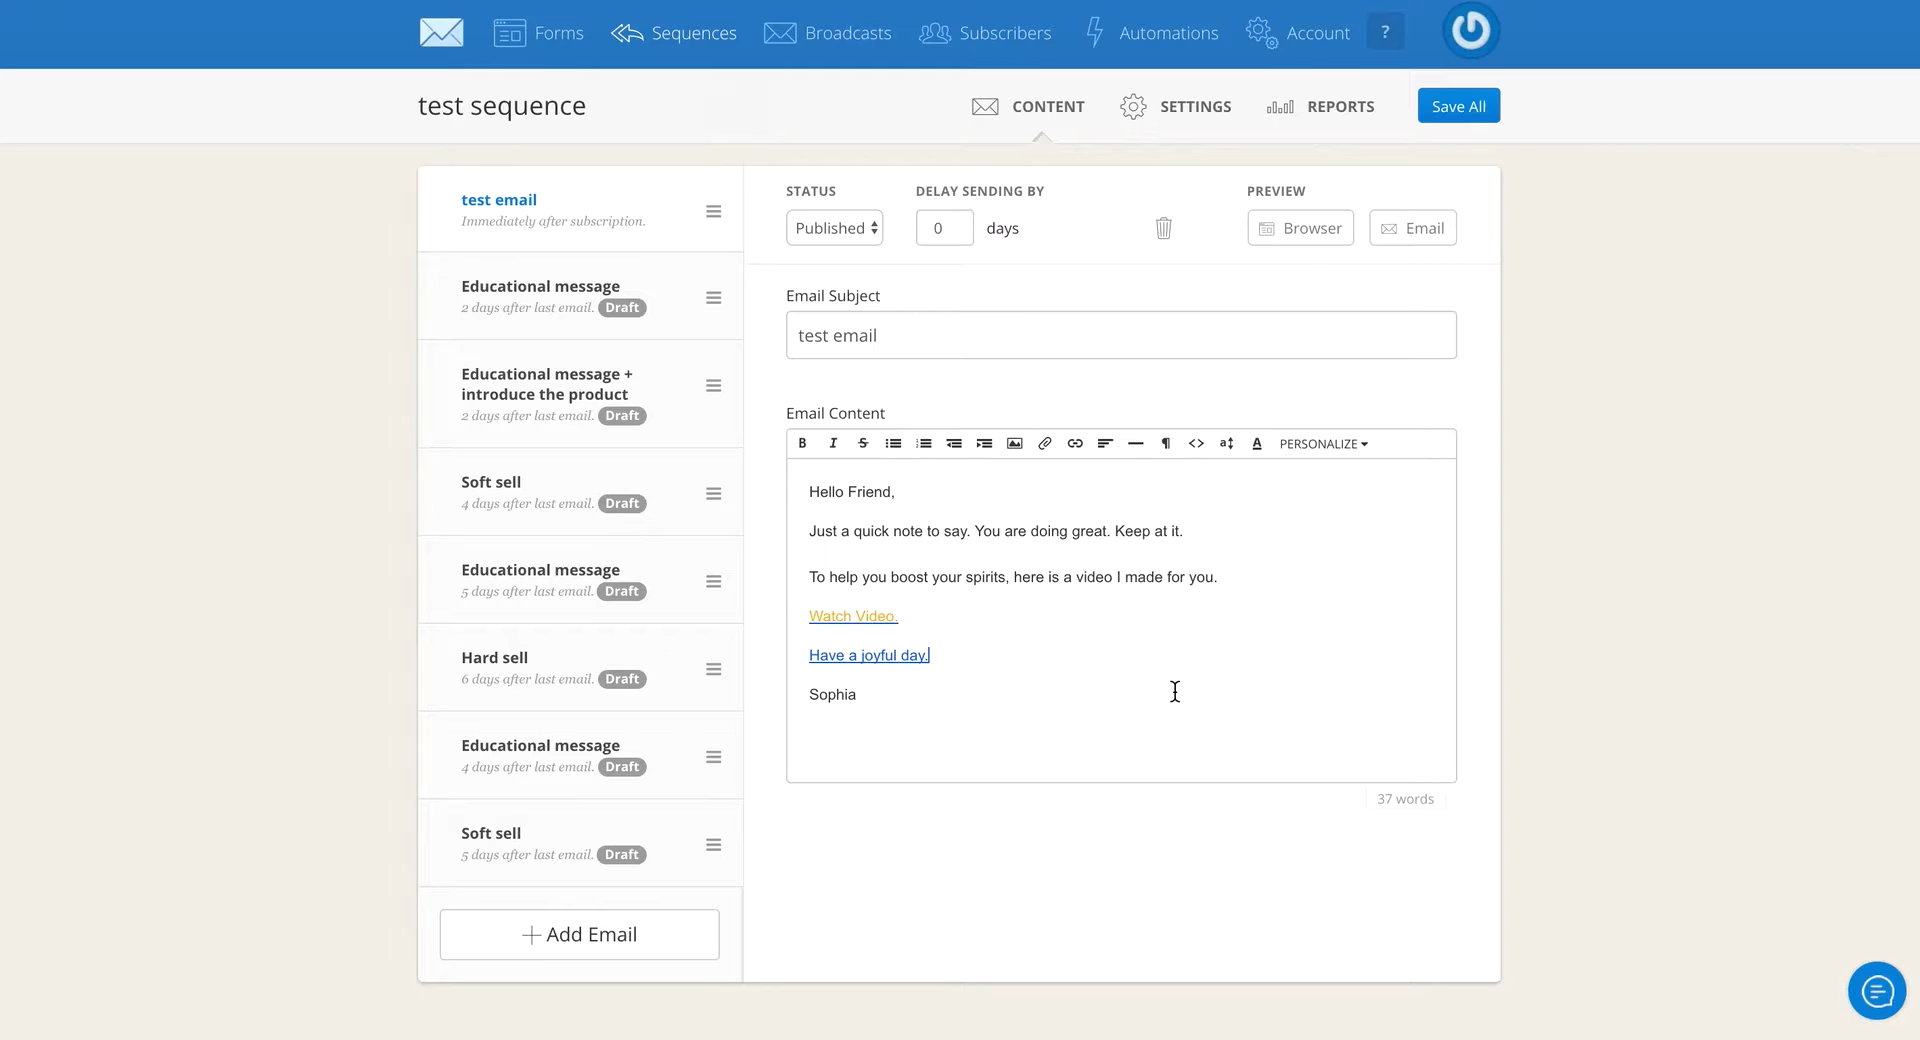 Forms
Sequences
Broadcasts
Subscribers
Automations
Account
?
test sequence
CONTENT
SETTINGS
REPORTS
Save All
test email
Immediately after subscription.
Educational message
2 days after last email. Draft
Educational message +
introduce the product
2 days after last email. Draft
Soft sell
4 days after last email. Draft
Educational message
5 days after last email. Draft
Hard sell
6 days after last email. Draft
Educational message
4 days after last email. Draft
Soft sell
5 days after last email. Draft
+ Add Email
STATUS
Published
DELAY SENDING BY
0 days
PREVIEW
Browser
Email
Email Subject
test email
Email Content
B I S <> a A PERSONALIZE
Hello Friend,
Just a quick note to say. You are doing great. Keep at it.
To help you boost your spirits, here is a video I made for you.
Watch Video.
Have a joyful day.
Sophia
37 words